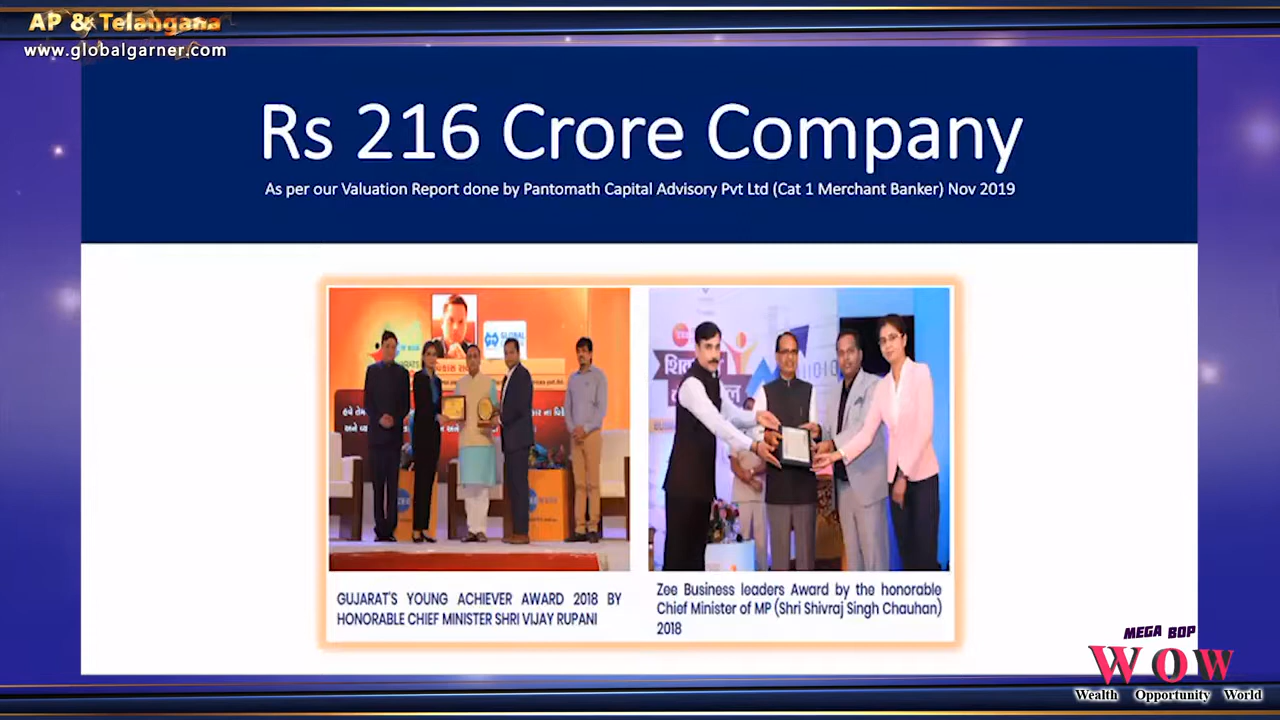 AP & Telangana
www.globalgarner.com
Rs 216 Crore Company
As per our Valuation Report done by Pantomath Capital Advisory Pvt Ltd (Cat 1 Merchant Banker) Nov 2019
GLOBAL
GUJARAT'S YOUNG ACHIEVER AWARD 2018 BY
HONORABLE CHIEF MINISTER SHRI VIJAY RUPANI
Zee Business leaders Award by the honorable
Chief Minister of MP (Shri Shivraj Singh Chauhan)
2018
MEGA BOP
WOW
Wealth Opportunity World